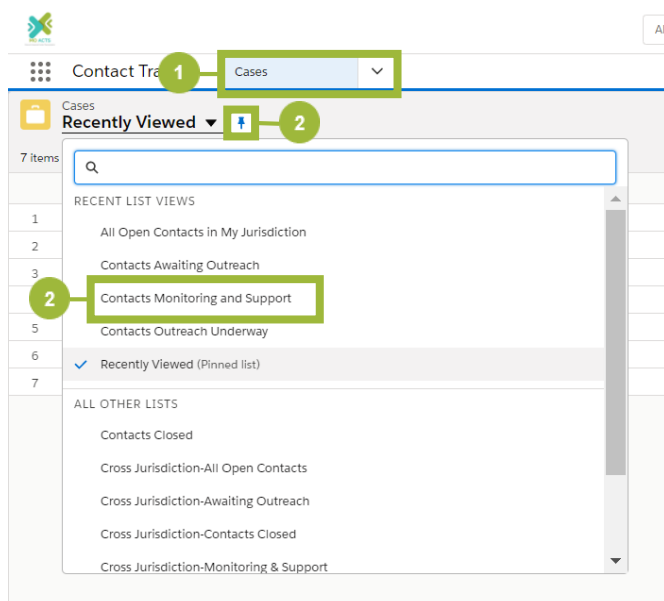 Contact Tra
1
Cases
Cases
Recently Viewed
2
7 items
RECENT LIST VIEWS
1
All Open Contacts in My Jurisdiction
2
Contacts Awaiting Outreach
3
2
Contacts Monitoring and Support
5
Contacts Outreach Underway
6
Recently Viewed (Pinned list)
7
ALL OTHER LISTS
Contacts Closed
Cross Jurisdiction-All Open Contacts
Cross Jurisdiction-Awaiting Outreach
Cross Jurisdiction-Contacts Closed
Cross Jurisdiction-Monitoring & Support